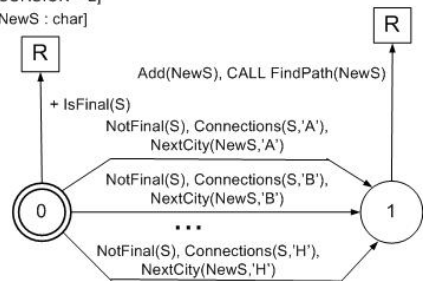 NewS : char]
R
R
Add(NewS), CALL FindPath(NewS)
+ IsFinal(S)
NotFinal(S), Connections(S,'A'),
NextCity(NewS,'A')
NotFinal(S), Connections(S,'B'),
NextCity(NewS,'B')
0
1
...
NotFinal(S), Connections(S,'H'),
NextCity(NewS,'H')